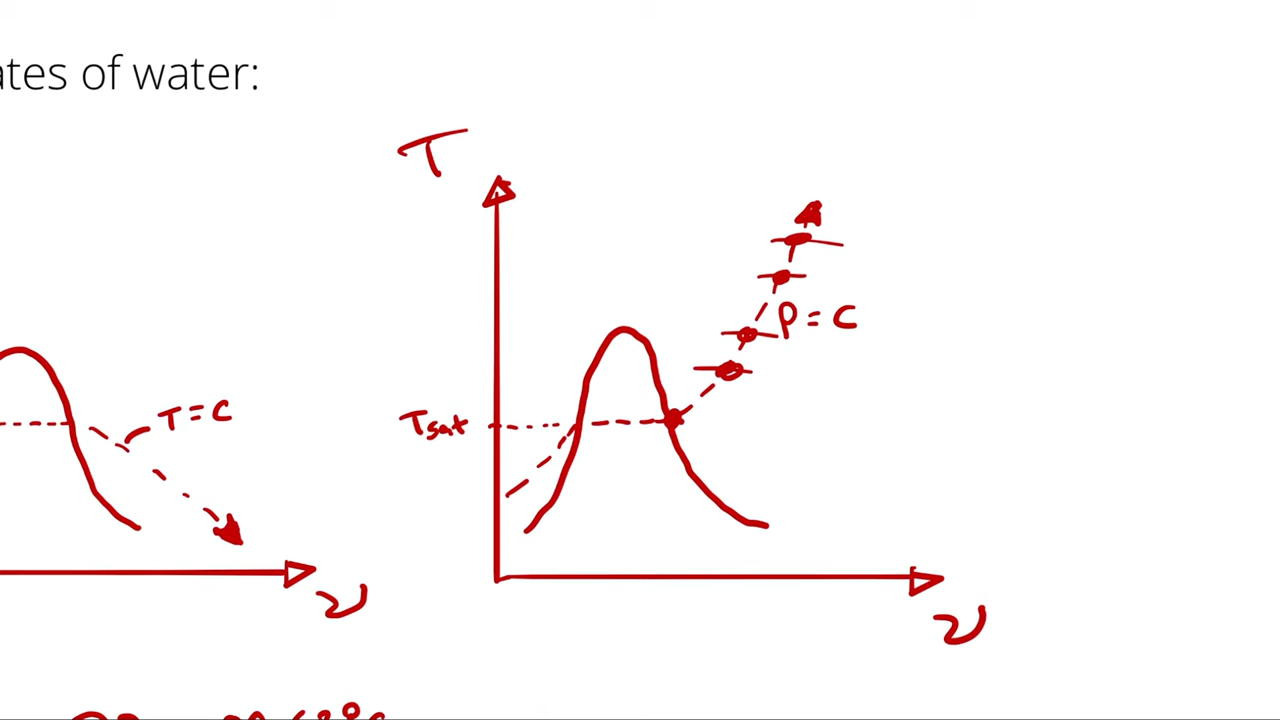 ates of water:
T
P = C
T = C
Tsat
ν
ν